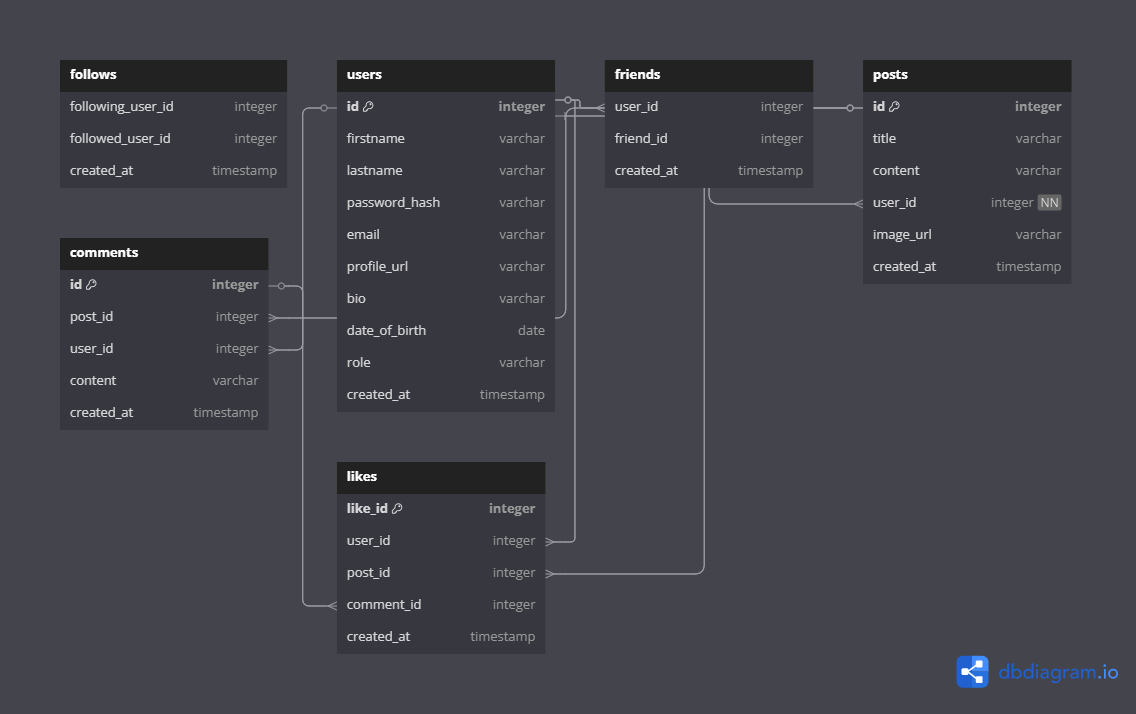 follows
following_user_id integer
followed_user_id integer
created_at timestamp
users
id integer
firstname varchar
lastname varchar
password_hash varchar
email varchar
profile_url varchar
bio varchar
date_of_birth date
role varchar
created_at timestamp
friends
user_id integer
friend_id integer
created_at timestamp
posts
id integer
title varchar
content varchar
user_id integer NN
image_url varchar
created_at timestamp
comments
id integer
post_id integer
user_id integer
content varchar
created_at timestamp
likes
like_id integer
user_id integer
post_id integer
comment_id integer
created_at timestamp
dbdiagram.io